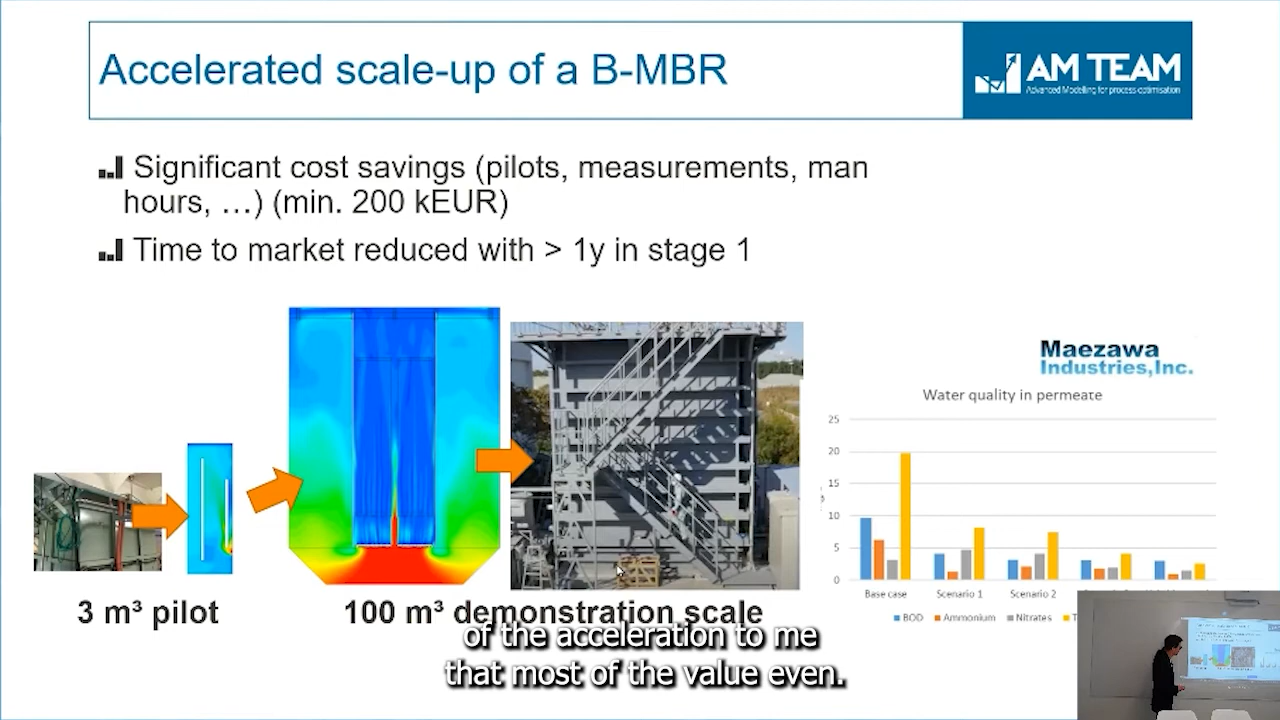 Accelerated scale-up of a B-MBR
AM TEAM
Advanced Modelling for process optimisation
Significant cost savings (pilots, measurements, man
hours, …) (min. 200 kEUR)
Time to market reduced with > 1y in stage 1
Maezawa
Industries,Inc.
Water quality in permeate
25
20
15
10
5
0
Base case Scenario 1 Scenario 2
BOD Ammonium Nitrates
3 m³ pilot
100 m³ demonstration scale
of the acceleration to me
that most of the value even.